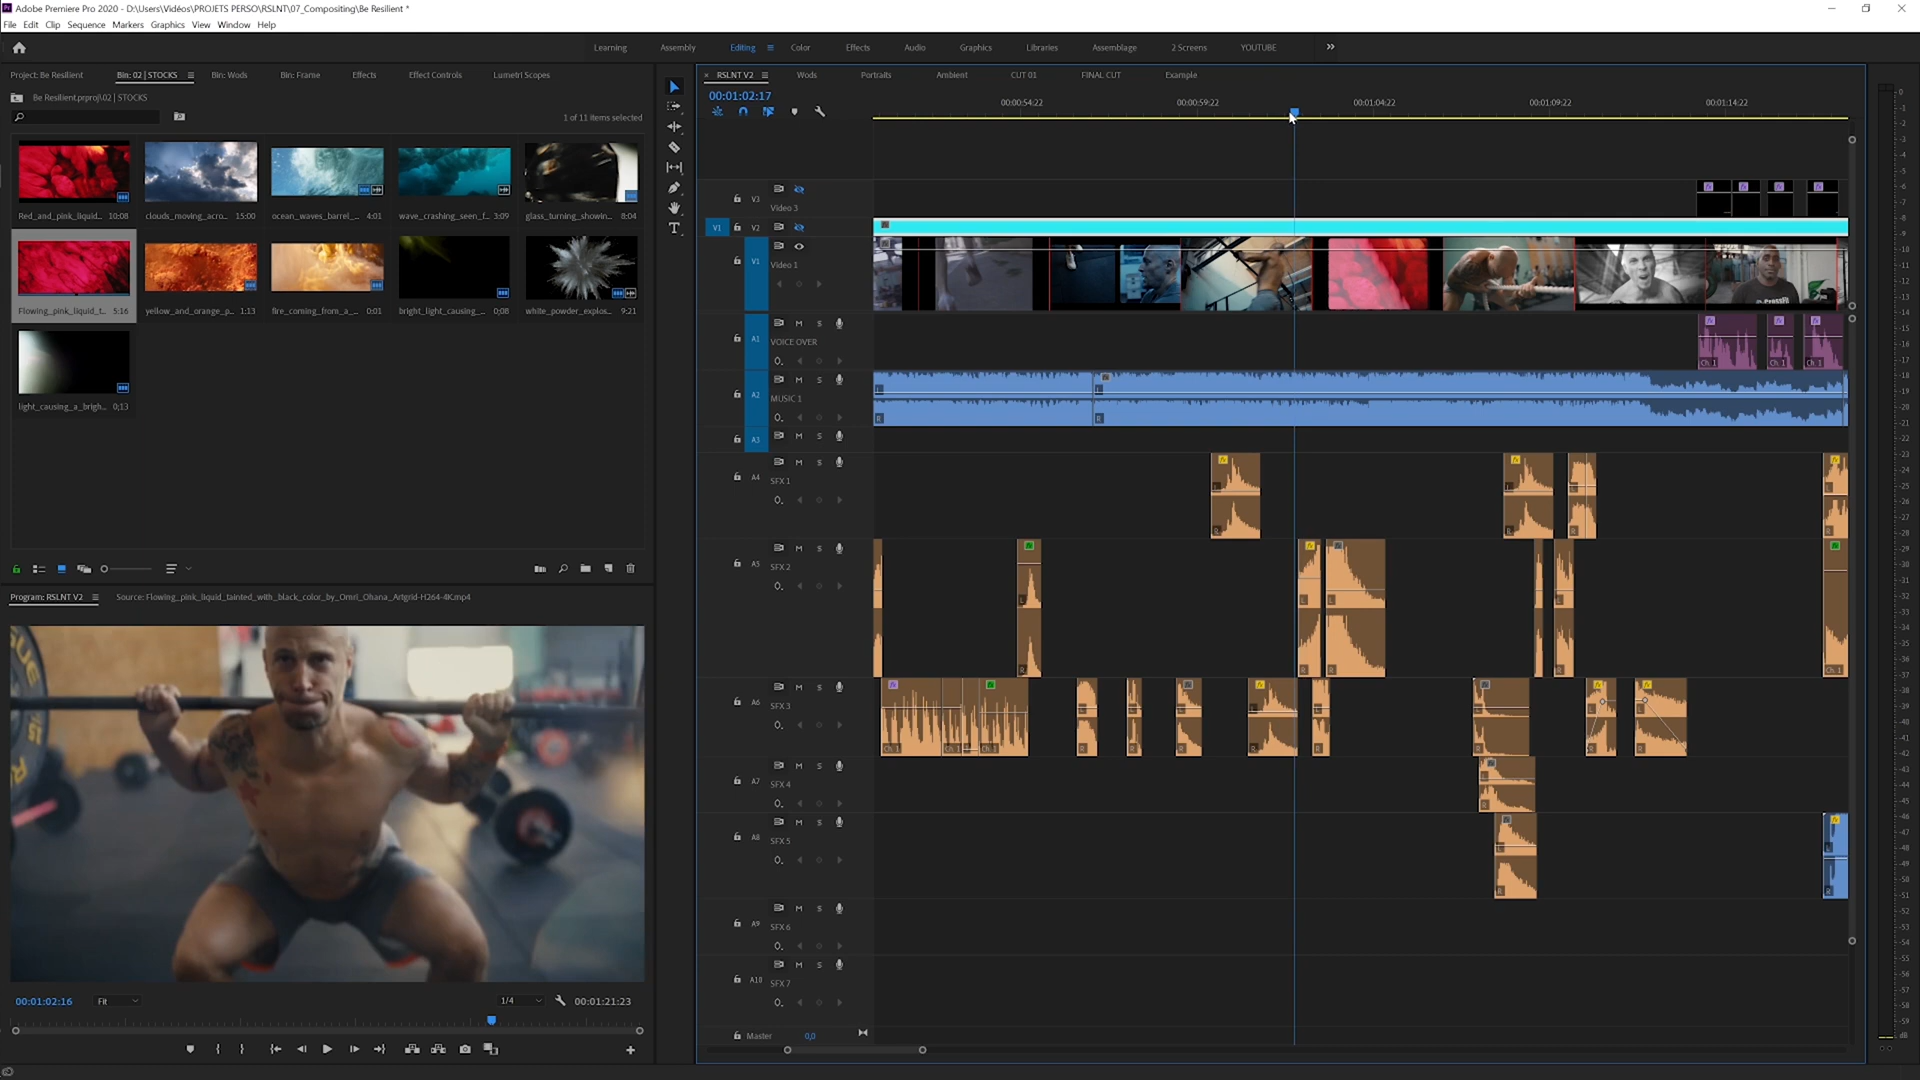 Adobe Premiere Pro 2020 - D:\Users\Vidéos\PROJETS PERSO\RSLNT\07_Compositing\Be Resilient *
File Edit Clip Sequence Markers Graphics View Window Help
Learning Assembly Editing Color Effects Audio Graphics Libraries Assemblage 2 Screens YOUTUBE
Project: Be Resilient Bin: 02 | STOCKS Bin: Wods Bin: Frame Effects Effect Controls Lumetri Scopes
Be Resilient.prproj\02 | STOCKS
1 of 11 items selected
Red_and_pink_liquid... 10:08 clouds_moving_acro... 15:00 ocean_waves_barrel_... 4:01 wave_crashing_seen_f... 3:09 glass_turning_showin... 8:04
Flowing_pink_liquid_t... 5:16 yellow_and_orange_p... 1:13 fire_coming_from_a_... 0:01 bright_light_causing_... 0;08 white_powder_explos... 9:21
light_causing_a_brigh... 0;13
Program: RSLNT V2 Source: Flowing_pink_liquid_tainted_with_black_color_by_Omri_Ohana_Artgrid-H264-4K.mp4
00:01:02:16 Fit 1/4 00:01:21:23
RSLNT V2 Wods Portraits Ambient CUT 01 FINAL CUT Example
00:01:02:17
00:00:54:22 00:00:59:22 00:01:04:22 00:01:09:22 00:01:14:22
V3 Video 3
V1 V2
V1 Video 1
A1 M S VOICE OVER
A2 M S MUSIC 1
A3 M S
A4 M S SFX 1
A5 M S SFX 2
A6 M S SFX 3
A7 M S SFX 4
A8 M S SFX 5
A9 M S SFX 6
A10 M S SFX 7
Master 0,0